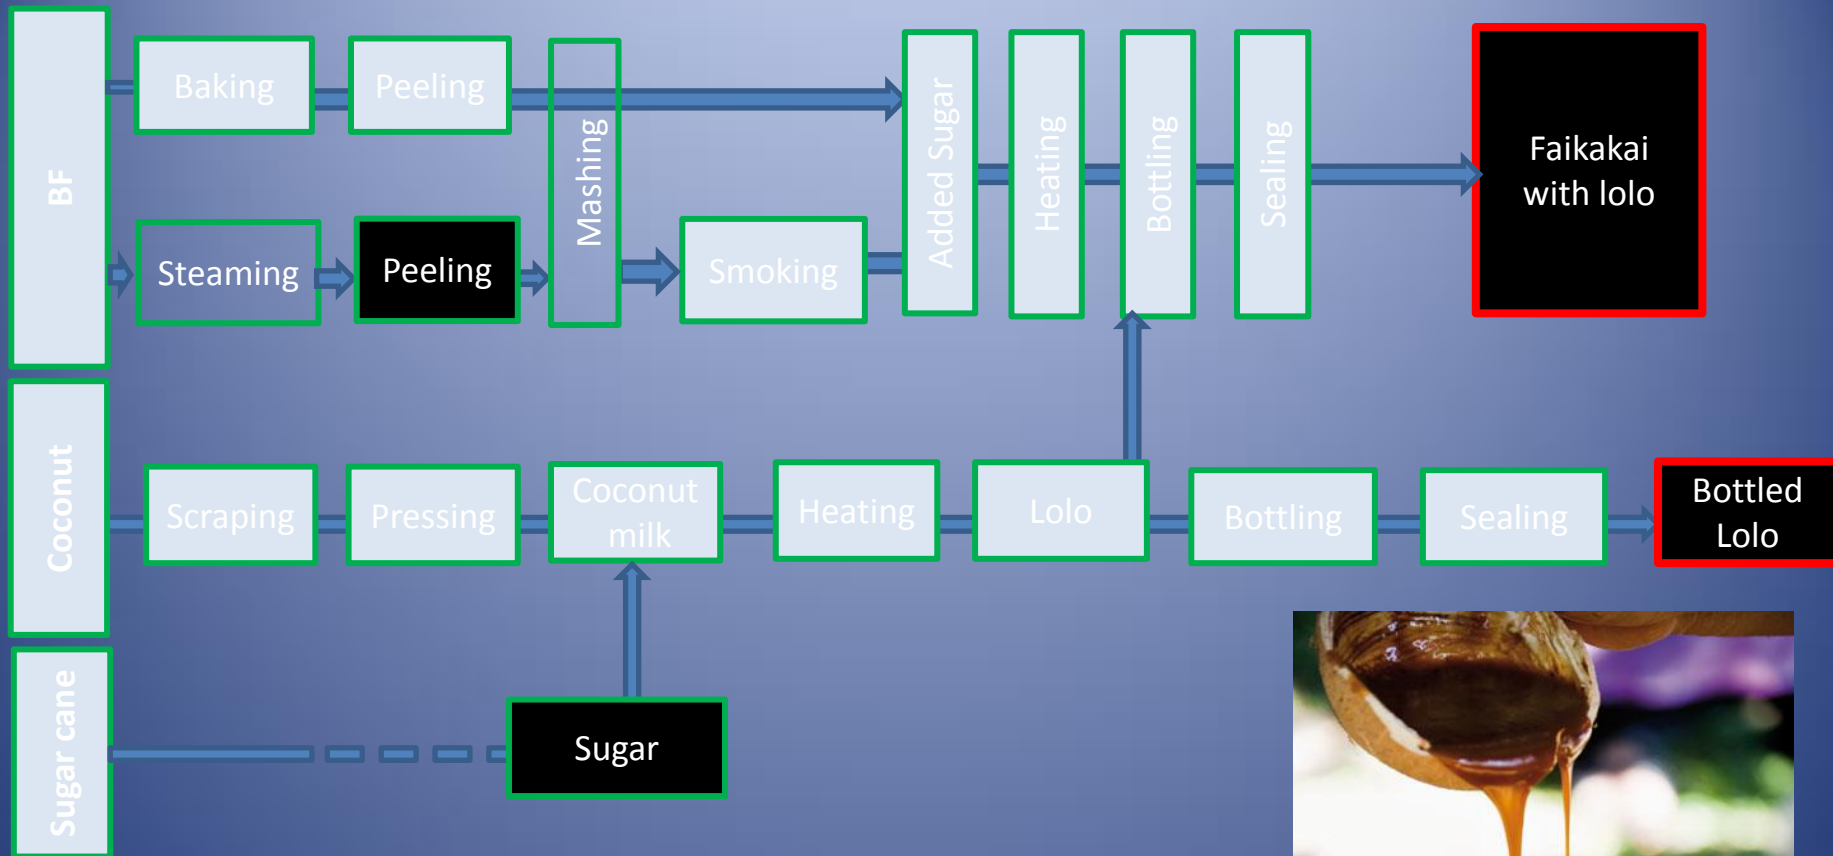 BF
Baking
Peeling
Steaming
Peeling
Mashing
Smoking
Added Sugar
Heating
Bottling
Sealing
Faikakai
with lolo
Coconut
Scraping
Pressing
Coconut
milk
Heating
Lolo
Bottling
Sealing
Bottled
Lolo
Sugar cane
Sugar